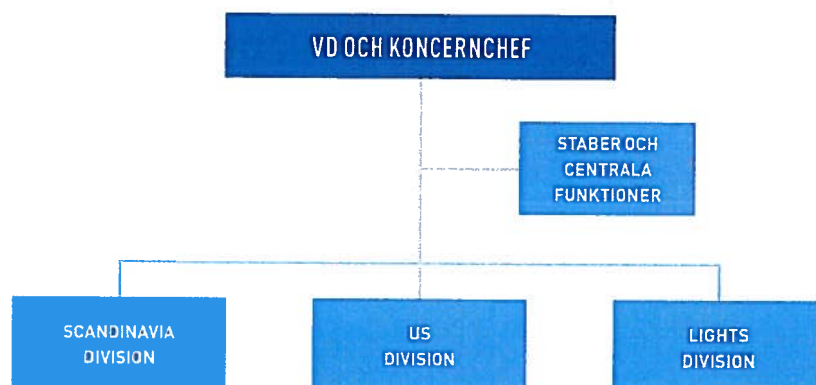 VD OCH KONCERNCHEF
STABER OCH
CENTRALA
FUNKTIONER
SCANDINAVIA
DIVISION
US
DIVISION
LIGHTS
DIVISION